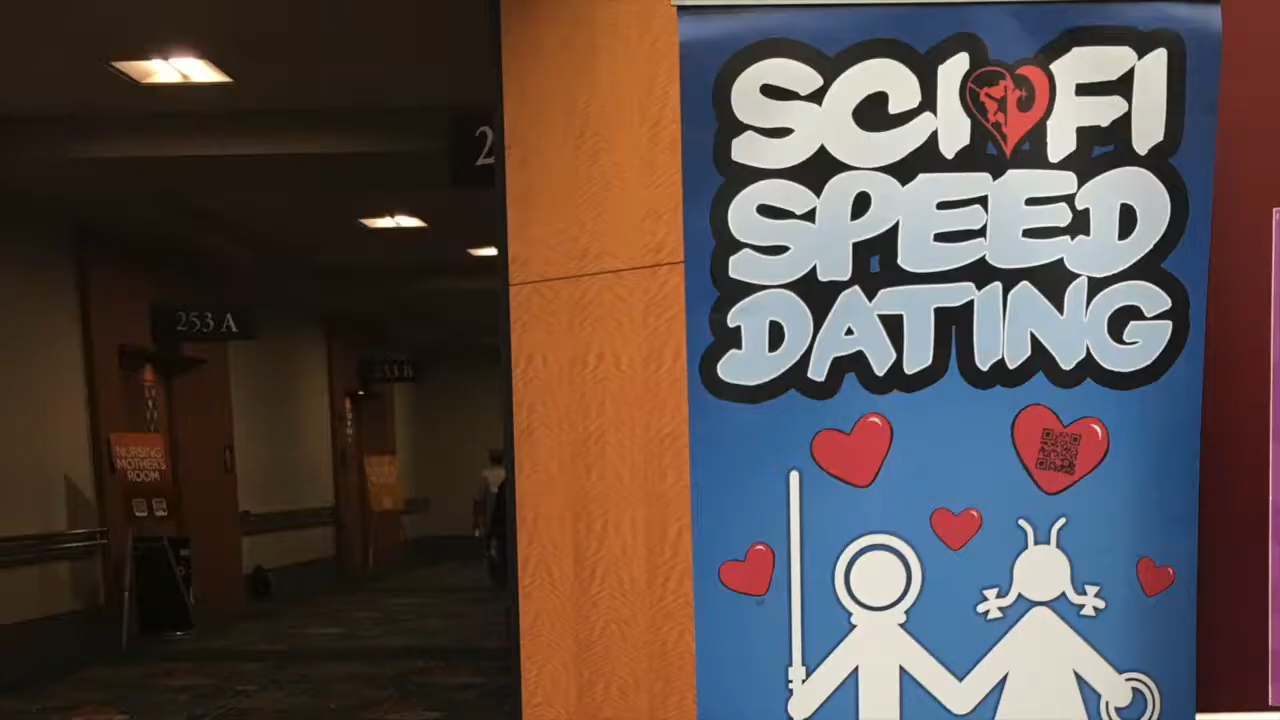 2
253 A
NURSING
MOTHER'S
ROOM
SCI FI
SPEED
DATING